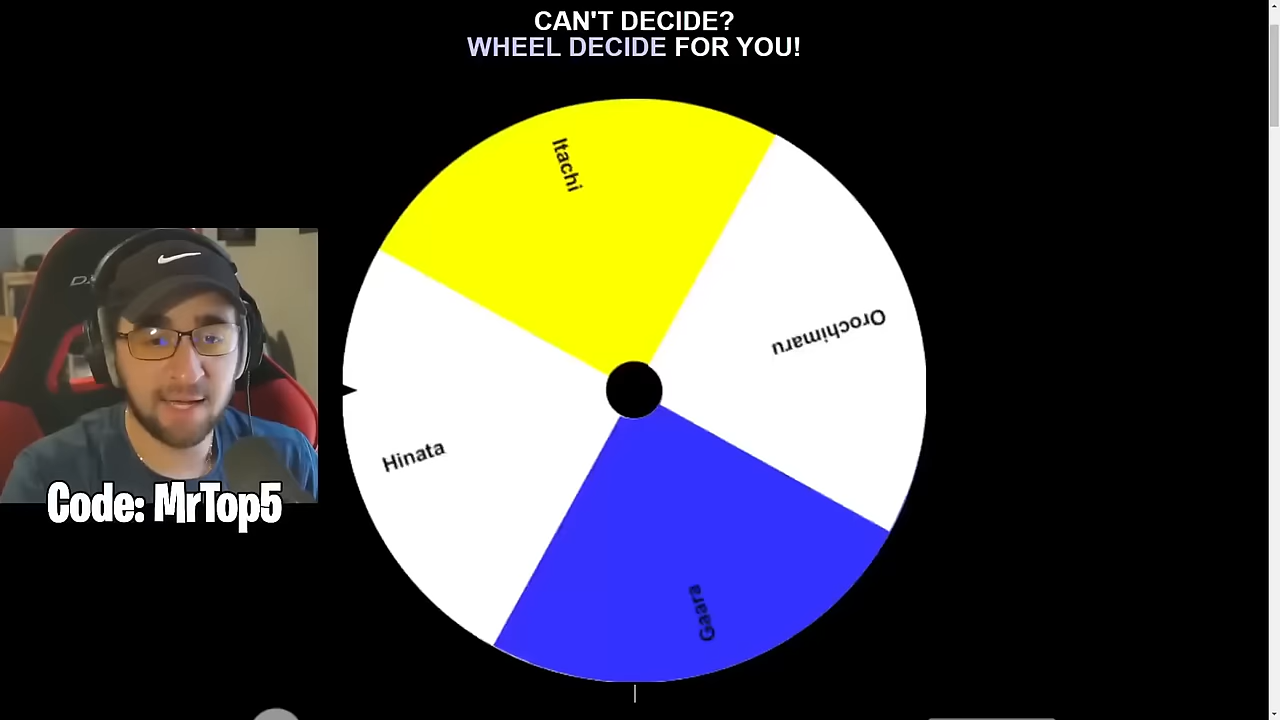 CAN'T DECIDE?
WHEEL DECIDE FOR YOU!
Itachi
Orochimaru
Hinata
Gaara
Code: MrTop5